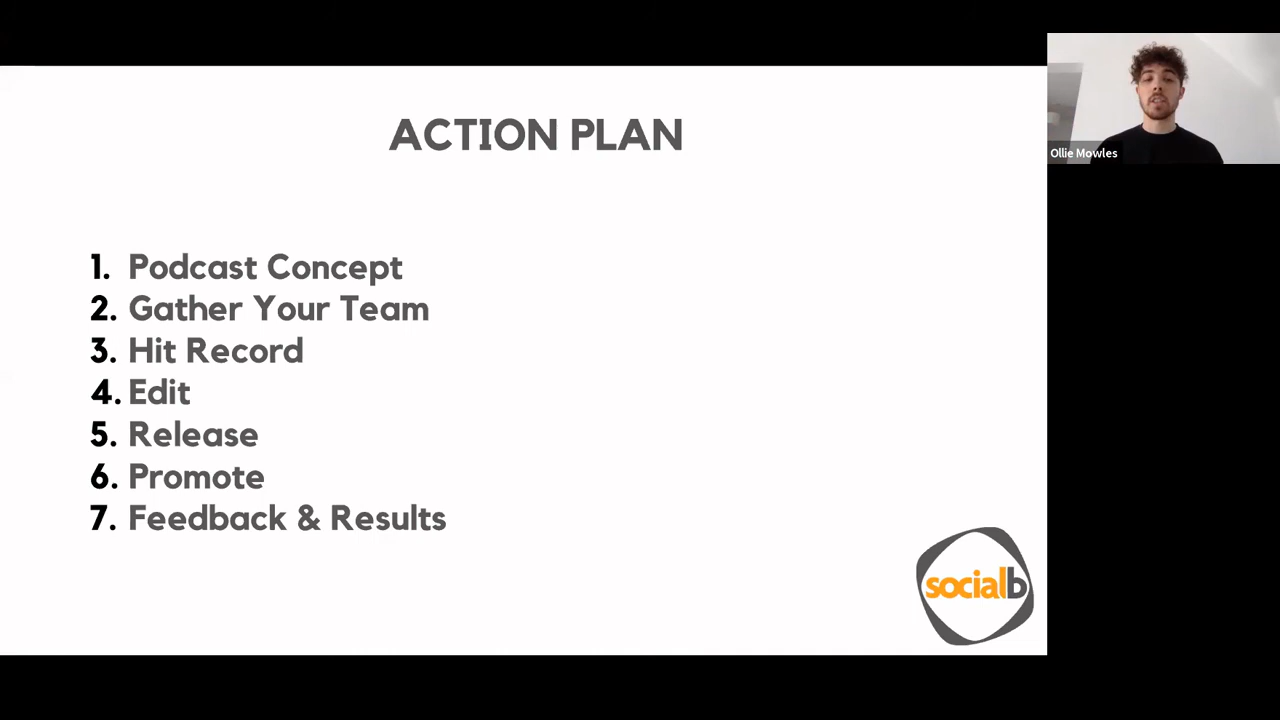 ACTION PLAN
1. Podcast Concept
2. Gather Your Team
3. Hit Record
4. Edit
5. Release
6. Promote
7. Feedback & Results
socialb
Ollie Mowles